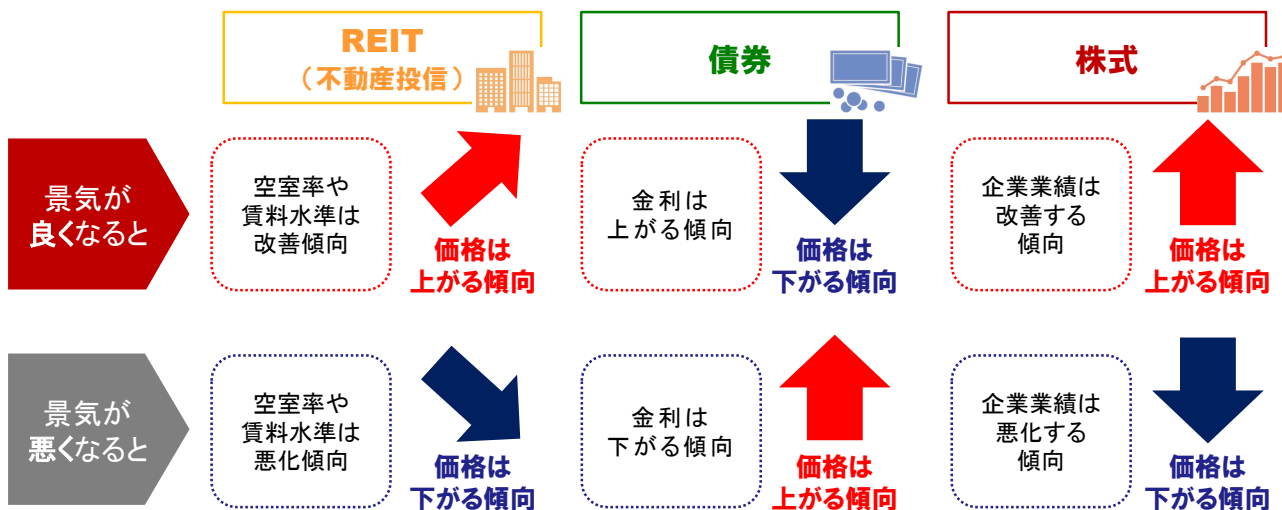 REIT
（不動産投信）
債券
株式
景気が
良くなると
空室率や
賃料水準は
改善傾向
価格は
上がる傾向
金利は
上がる傾向
価格は
下がる傾向
企業業績は
改善する
傾向
価格は
上がる傾向
景気が
悪くなると
空室率や
賃料水準は
悪化傾向
価格は
下がる傾向
金利は
下がる傾向
価格は
上がる傾向
企業業績は
悪化する
傾向
価格は
下がる傾向